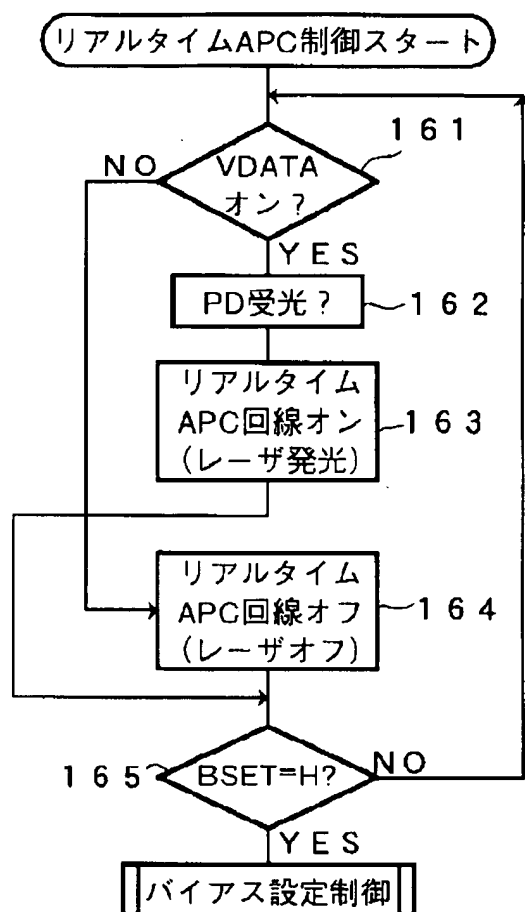 リアルタイムAPC制御スタート
161
NO
VDATA
オン?
YES
PD受光?
162
リアルタイム
APC回線オン
(レーザ発光)
163
リアルタイム
APC回線オフ
(レーザオフ)
164
165
BSET=H?
NO
YES
バイアス設定制御